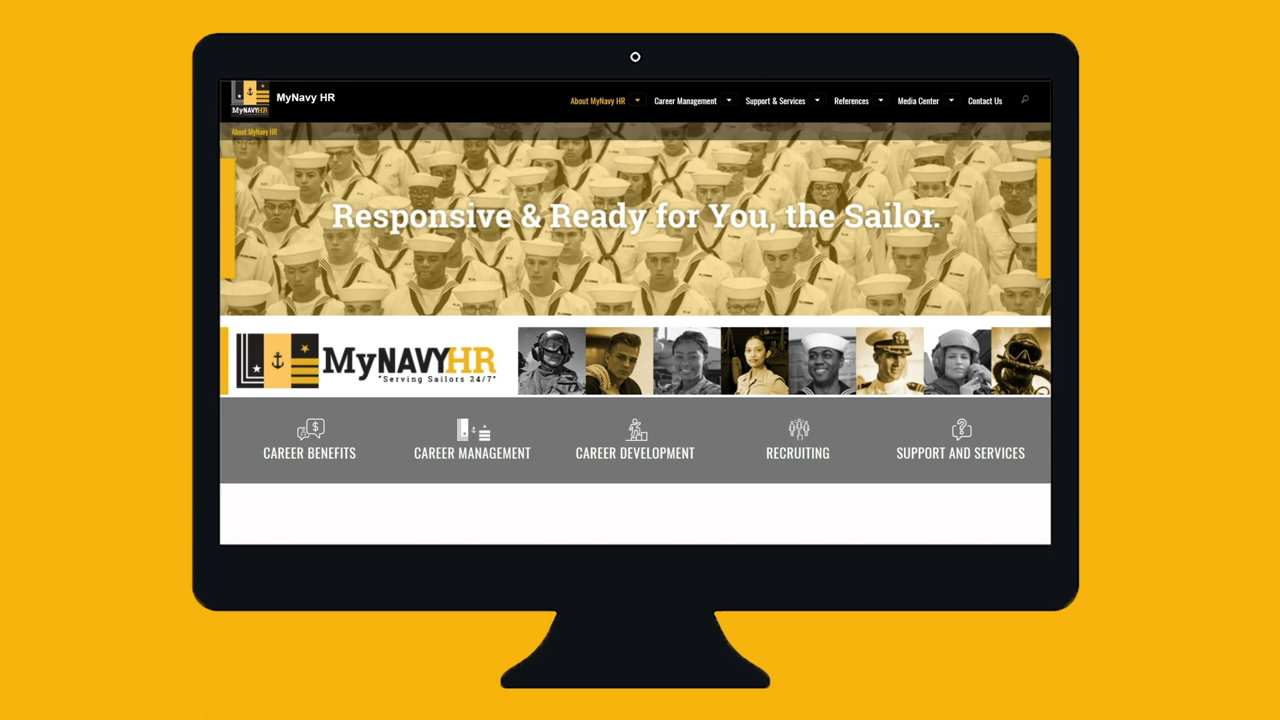 MyNAVYHR
MyNavy HR
About MyNavy HR
Career Management
Support & Services
References
Media Center
Contact Us
About MyNavy HR
Responsive & Ready for You, the Sailor.
MyNAVYHR
"Serving Sailors 24/7"
$
?
CAREER BENEFITS
CAREER MANAGEMENT
CAREER DEVELOPMENT
RECRUITING
SUPPORT AND SERVICES